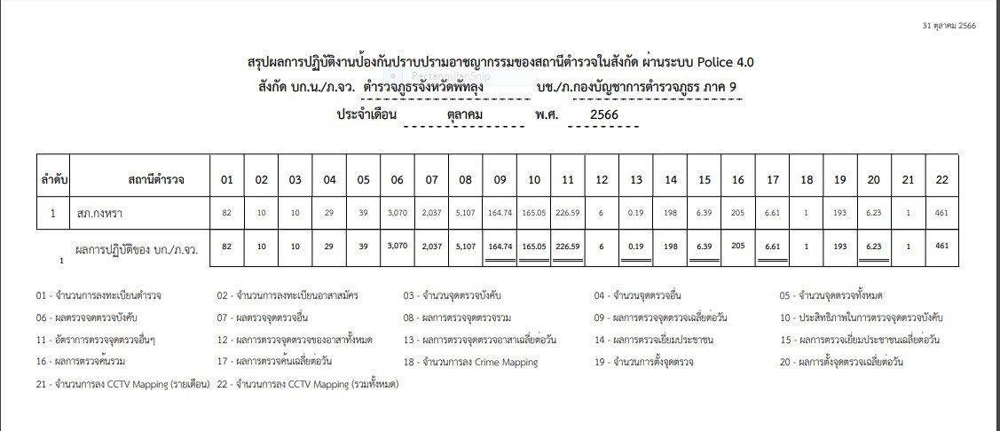 31 ตุลาคม 2566
สรุปผลการปฏิบัติงานป้องกันปราบปรามอาชญากรรมของสถานีตำรวจในสังกัด ผ่านระบบ Police 4.0
Rectangular Snip
สังกัด บก.น./ภ.จว. ตำรวจภูธรจังหวัดพัทลุง บช./ภ.กองบัญชาการตำรวจภูธร ภาค 9
ประจำเดือน ตุลาคม พ.ศ. 2566
ลำดับ สถานีตำรวจ 01 02 03 04 05 06 07 08 09 10 11 12 13 14 15 16 17 18 19 20 21 22
1 สภ.กงหรา 82 10 10 29 39 3,070 2,037 5,107 164.74 165.05 226.59 6 0.19 198 6.39 205 6.61 1 193 6.23 1 461
1 ผลการปฏิบัติของ บก./ภ.จว. 82 10 10 29 39 3,070 2,037 5,107 164.74 165.05 226.59 6 0.19 198 6.39 205 6.61 1 193 6.23 1 461
01 - จำนวนการลงทะเบียนตำรวจ 02 - จำนวนการลงทะเบียนอาสาสมัคร 03 - จำนวนจุดตรวจบังคับ 04 - จำนวนจุดตรวจอื่น 05 - จำนวนจุดตรวจทั้งหมด
06 - ผลตรวจจุดตรวจบังคับ 07 - ผลตรวจจุดตรวจอื่น 08 - ผลการตรวจจุดตรวจรวม 09 - ผลการตรวจจุดตรวจเฉลี่ยต่อวัน 10 - ประสิทธิภาพในการตรวจจุดตรวจบังคับ
11 - อัตราการตรวจจุดตรวจอื่นๆ 12 - ผลการตรวจจุดตรวจของอาสาทั้งหมด 13 - ผลการตรวจจุดตรวจอาสาเฉลี่ยต่อวัน 14 - ผลการตรวจเยี่ยมประชาชน 15 - ผลการตรวจเยี่ยมประชาชนเฉลี่ยต่อวัน
16 - ผลการตรวจค้นรวม 17 - ผลการตรวจค้นเฉลี่ยต่อวัน 18 - จำนวนการลง Crime Mapping 19 - จำนวนการตั้งจุดตรวจ 20 - ผลการตั้งจุดตรวจเฉลี่ยต่อวัน
21 - จำนวนการลง CCTV Mapping (รายเดือน) 22 - จำนวนการลง CCTV Mapping (รวมทั้งหมด)